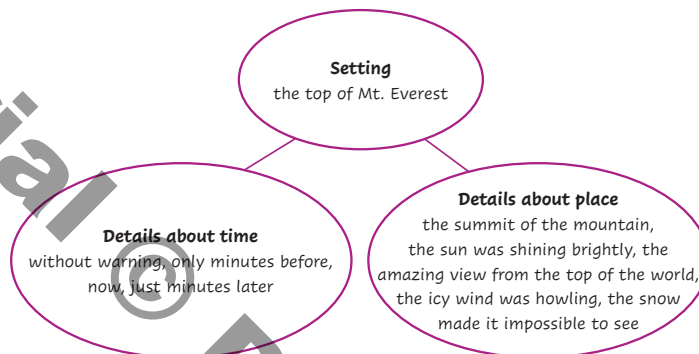 Setting
the top of Mt. Everest
Details about time
without warning, only minutes before,
now, just minutes later
Details about place
the summit of the mountain,
the sun was shining brightly, the
amazing view from the top of the world,
the icy wind was howling, the snow
made it impossible to see
ial ©